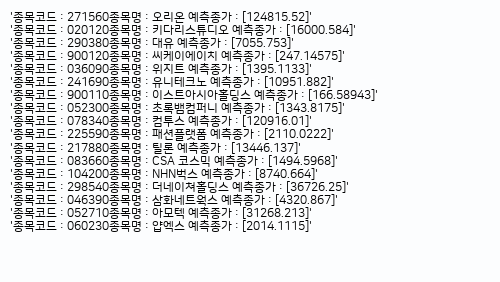 '종목코드 : 271560종목명 : 오리온 예측종가 : [124815.52]'
'종목코드 : 020120종목명 : 키다리스튜디오 예측종가 : [16000.584]'
'종목코드 : 290380종목명 : 대유 예측종가 : [7055.753]'
'종목코드 : 900120종목명 : 씨케이에이치 예측종가 : [247.14575]'
'종목코드 : 036090종목명 : 위지트 예측종가 : [1395.1133]'
'종목코드 : 241690종목명 : 유니테크노 예측종가 : [10951.882]'
'종목코드 : 900110종목명 : 이스트아시아홀딩스 예측종가 : [166.58943]'
'종목코드 : 052300종목명 : 초록뱀컴퍼니 예측종가 : [1343.8175]'
'종목코드 : 078340종목명 : 컴투스 예측종가 : [120916.01]'
'종목코드 : 225590종목명 : 패션플랫폼 예측종가 : [2110.0222]'
'종목코드 : 217880종목명 : 틸론 예측종가 : [13446.137]'
'종목코드 : 083660종목명 : CSA 코스믹 예측종가 : [1494.5968]'
'종목코드 : 104200종목명 : NHN벅스 예측종가 : [8740.664]'
'종목코드 : 298540종목명 : 더네이쳐홀딩스 예측종가 : [36726.25]'
'종목코드 : 046390종목명 : 삼화네트웍스 예측종가 : [4320.867]'
'종목코드 : 052710종목명 : 아모텍 예측종가 : [31268.213]'
'종목코드 : 060230종목명 : 얍엑스 예측종가 : [2014.1115]'